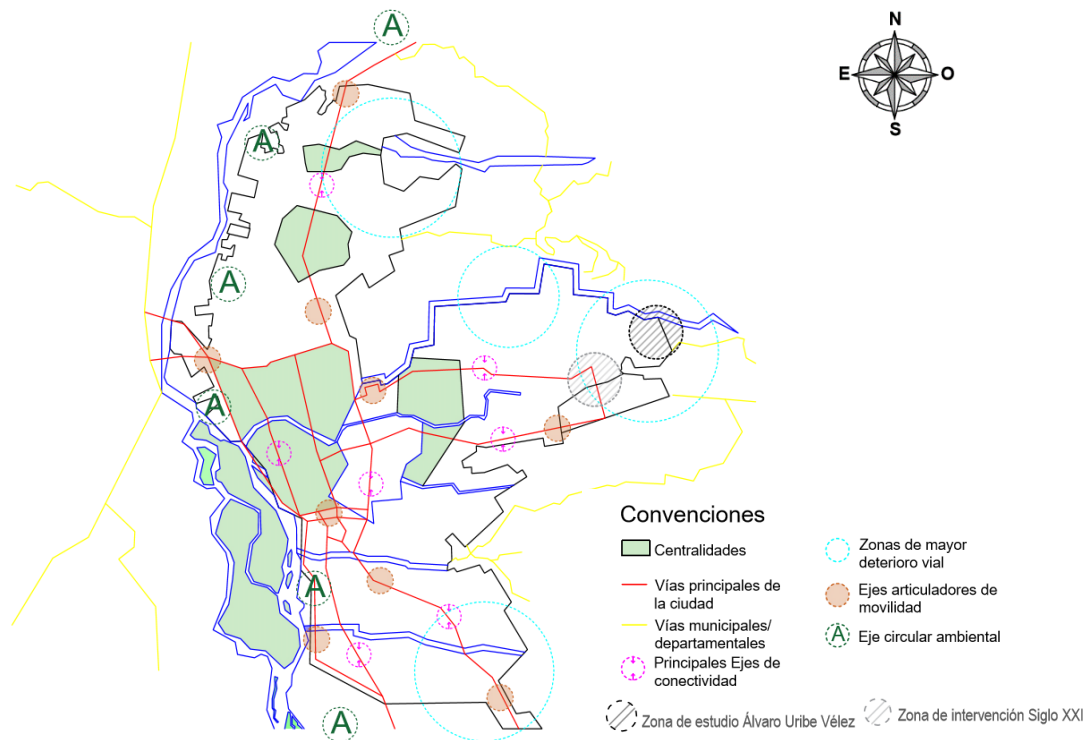 A
N
E
O
S
A
A
A
A
A
Convenciones
Centralidades
Vías principales de
la ciudad
Vías municipales/
departamentales
Principales Ejes de
conectividad
Zonas de mayor
deterioro vial
Ejes articuladores de
movilidad
A
Eje circular ambiental
Zona de estudio Álvaro Uribe Vélez
Zona de intervención Siglo XXI